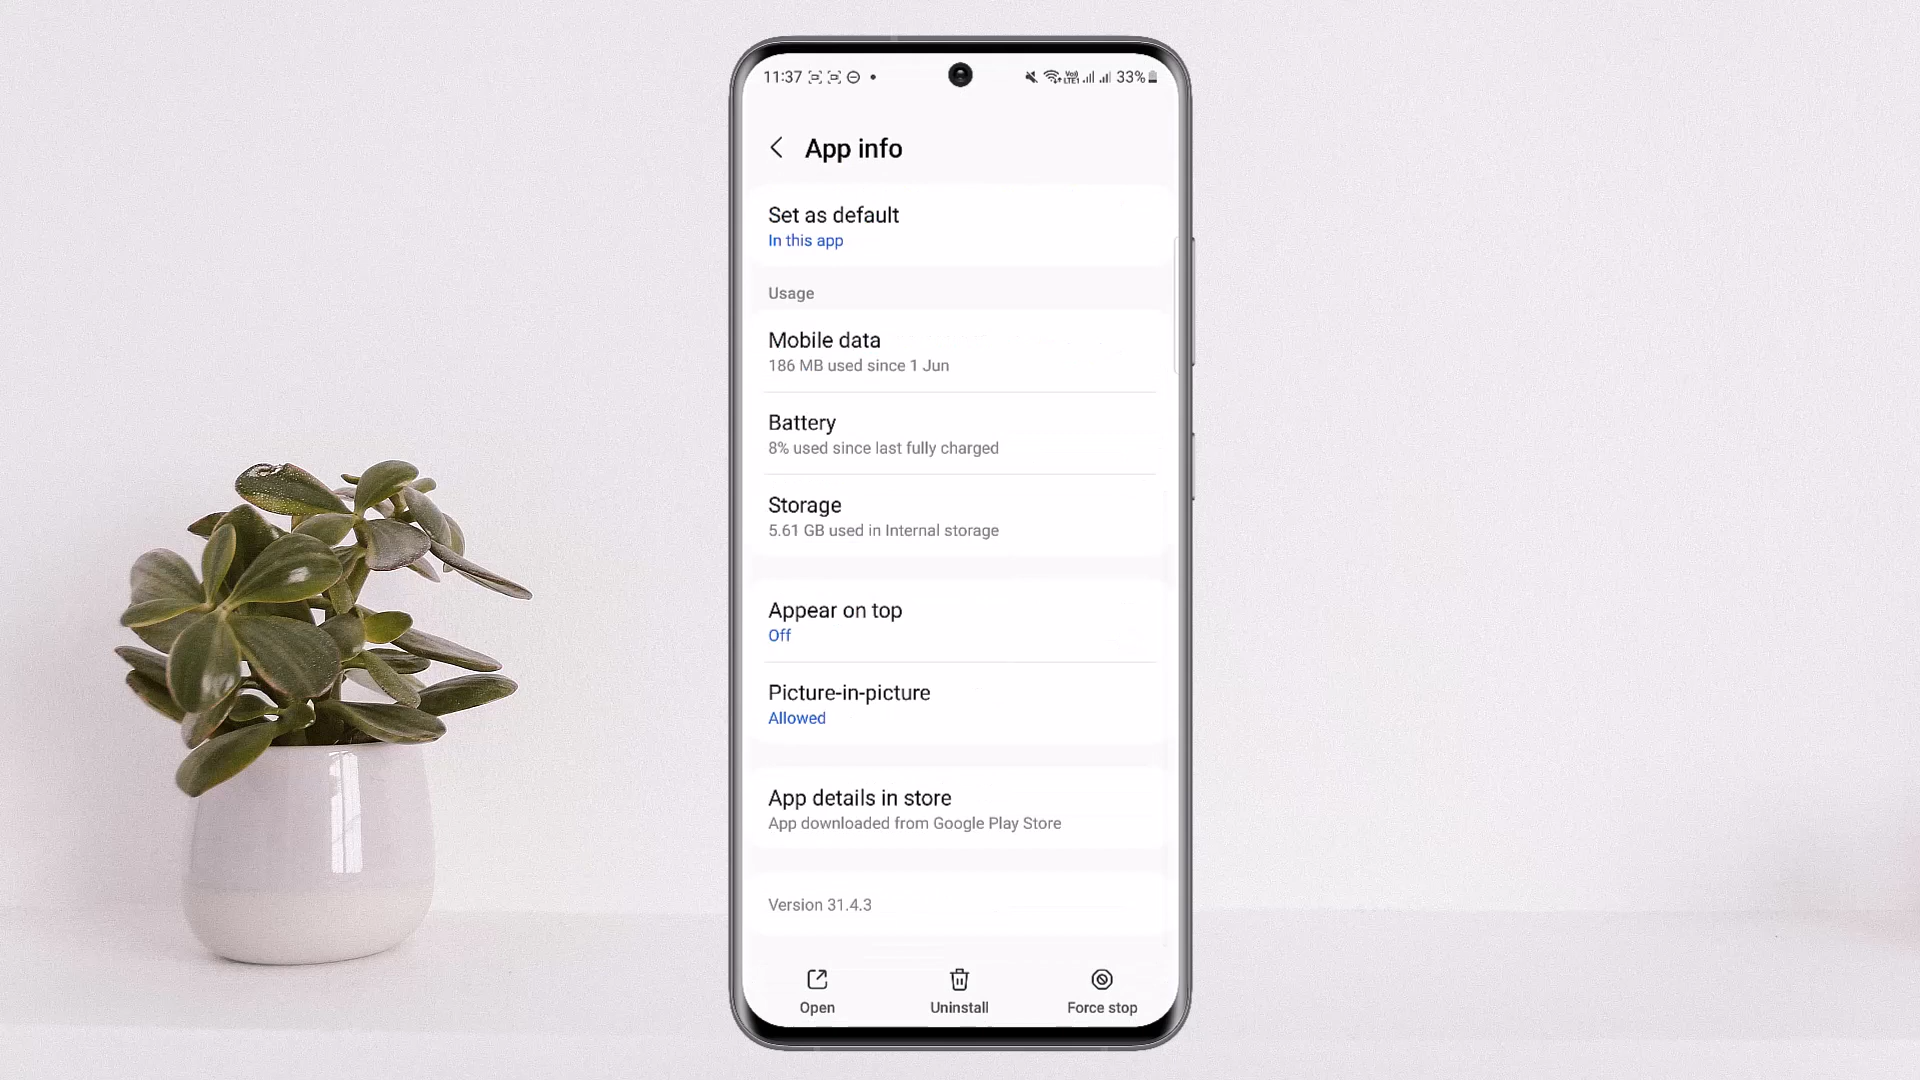 11:37
33%
App info
Set as default
In this app
Usage
Mobile data
186 MB used since 1 Jun
Battery
8% used since last fully charged
Storage
5.61 GB used in Internal storage
Appear on top
Off
Picture-in-picture
Allowed
App details in store
App downloaded from Google Play Store
Version 31.4.3
Open
Uninstall
Force stop